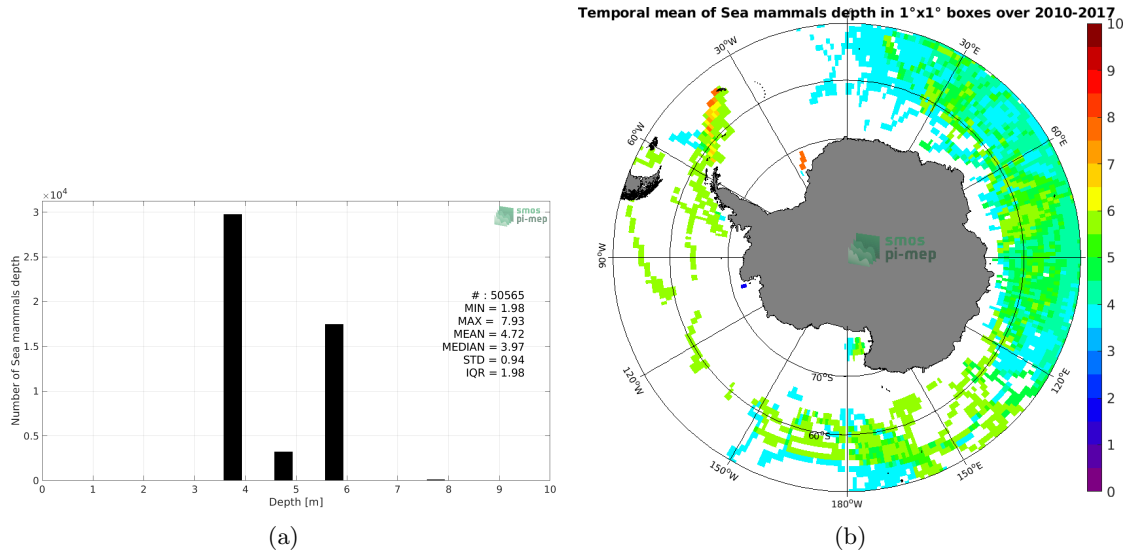 Temporal mean of Sea mammals depth in 1°x1° boxes over 2010-2017
×10⁴
3
2.5
2
1.5
1
0.5
0
Number of Sea mammals depth
smos
pi-mep
# : 50565
MIN = 1.98
MAX = 7.93
MEAN = 4.72
MEDIAN = 3.97
STD = 0.94
IQR = 1.98
0 1 2 3 4 5 6 7 8 9 10
Depth [m]
(a)
0°
30°W
30°E
60°W
60°E
90°W
120°W
120°E
150°W
150°E
180°W
70°S
60°S
smos
pi-mep
10
9
8
7
6
5
4
3
2
1
0
(b)